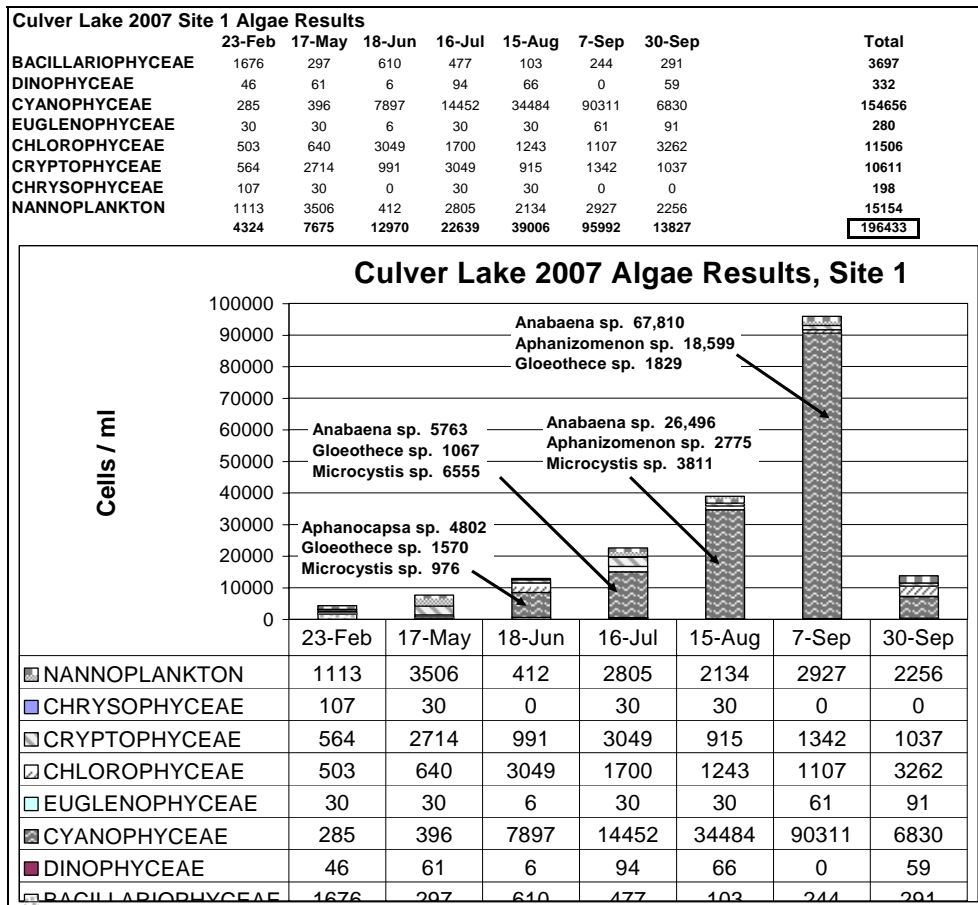 Culver Lake 2007 Site 1 Algae Results
23-Feb 17-May 18-Jun 16-Jul 15-Aug 7-Sep 30-Sep Total
BACILLARIOPHYCEAE 1676 297 610 477 103 244 291 3697
DINOPHYCEAE 46 61 6 94 66 0 59 332
CYANOPHYCEAE 285 396 7897 14452 34484 90311 6830 154656
EUGLENOPHYCEAE 30 30 6 30 30 61 91 280
CHLOROPHYCEAE 503 640 3049 1700 1243 1107 3262 11506
CRYPTOPHYCEAE 564 2714 991 3049 915 1342 1037 10611
CHRYSOPHYCEAE 107 30 0 30 30 0 0 198
NANNOPLANKTON 1113 3506 412 2805 2134 2927 2256 15154
4324 7675 12970 22639 39006 95992 13827 196433
Culver Lake 2007 Algae Results, Site 1
Cells / ml
100000
90000
80000
70000
60000
50000
40000
30000
20000
10000
0
Anabaena sp. 67,810
Aphanizomenon sp. 18,599
Gloeothece sp. 1829
Anabaena sp. 5763
Gloeothece sp. 1067
Microcystis sp. 6555
Anabaena sp. 26,496
Aphanizomenon sp. 2775
Microcystis sp. 3811
Aphanocapsa sp. 4802
Gloeothece sp. 1570
Microcystis sp. 976
23-Feb 17-May 18-Jun 16-Jul 15-Aug 7-Sep 30-Sep
NANNOPLANKTON 1113 3506 412 2805 2134 2927 2256
CHRYSOPHYCEAE 107 30 0 30 30 0 0
CRYPTOPHYCEAE 564 2714 991 3049 915 1342 1037
CHLOROPHYCEAE 503 640 3049 1700 1243 1107 3262
EUGLENOPHYCEAE 30 30 6 30 30 61 91
CYANOPHYCEAE 285 396 7897 14452 34484 90311 6830
DINOPHYCEAE 46 61 6 94 66 0 59
BACILLARIOPHYCEAE 1676 297 610 477 103 244 291